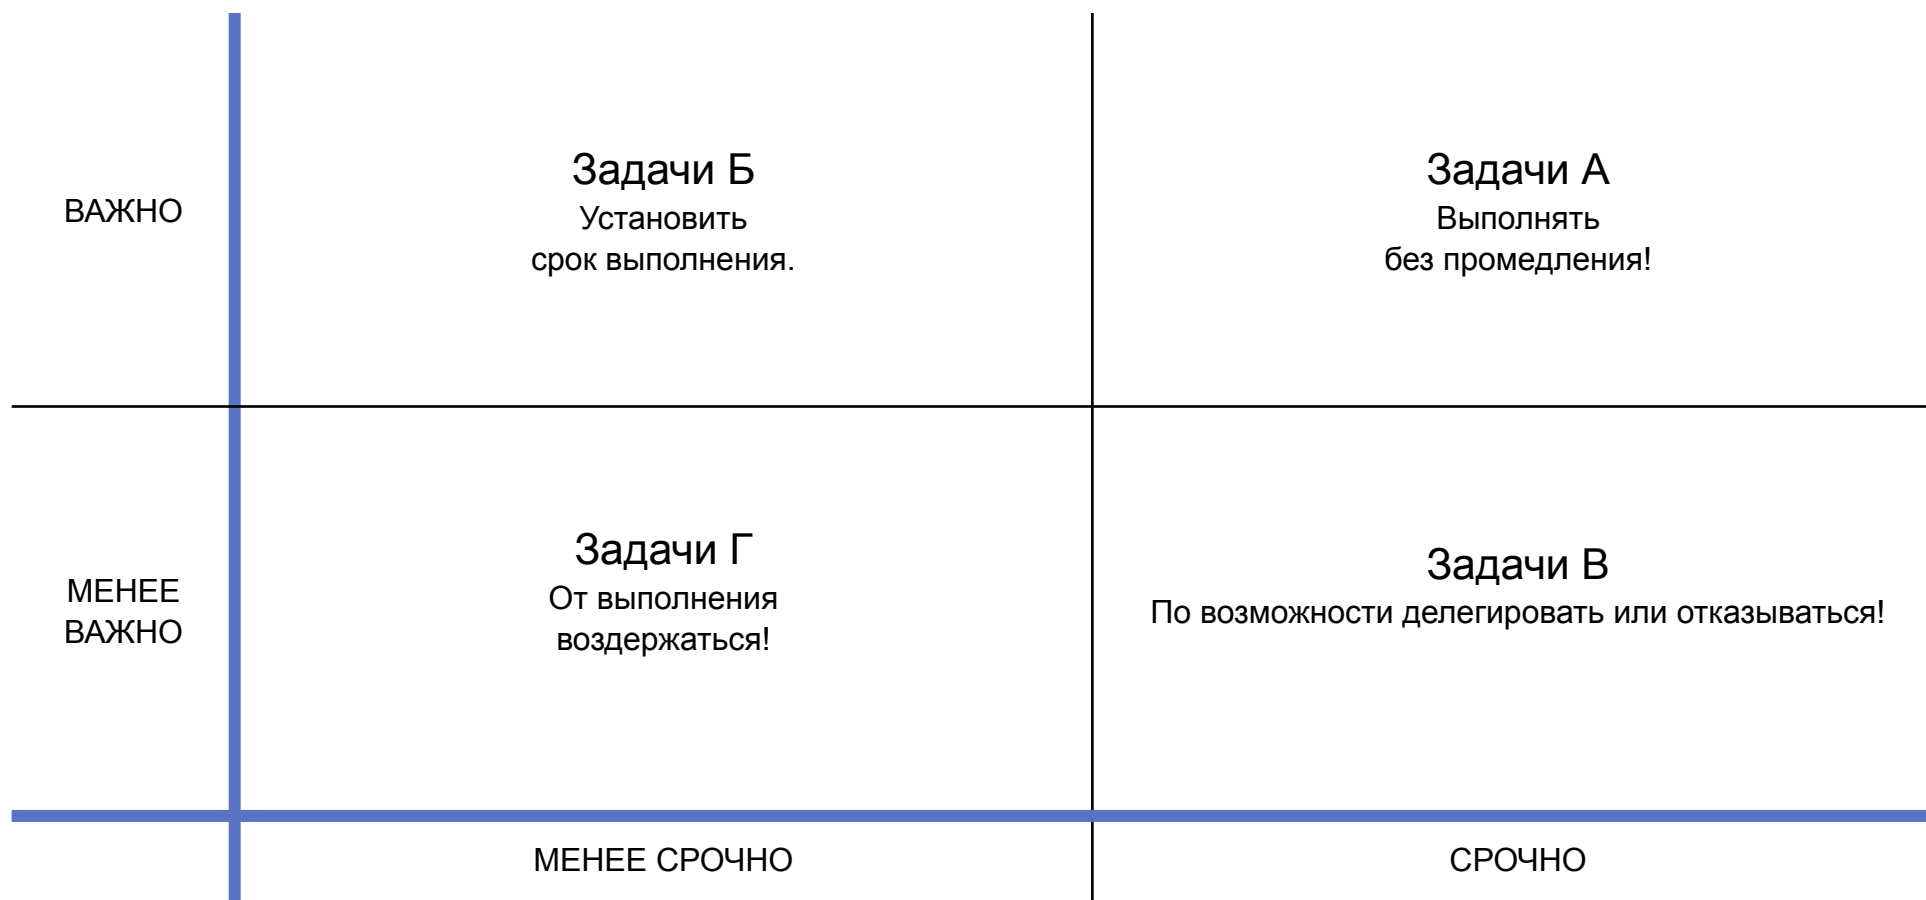 ВАЖНО
Задачи Б
Установить
срок выполнения.
Задачи А
Выполнять
без промедления!
МЕНЕЕ
ВАЖНО
Задачи Г
От выполнения
воздержаться!
Задачи В
По возможности делегировать или отказываться!
МЕНЕЕ СРОЧНО
СРОЧНО